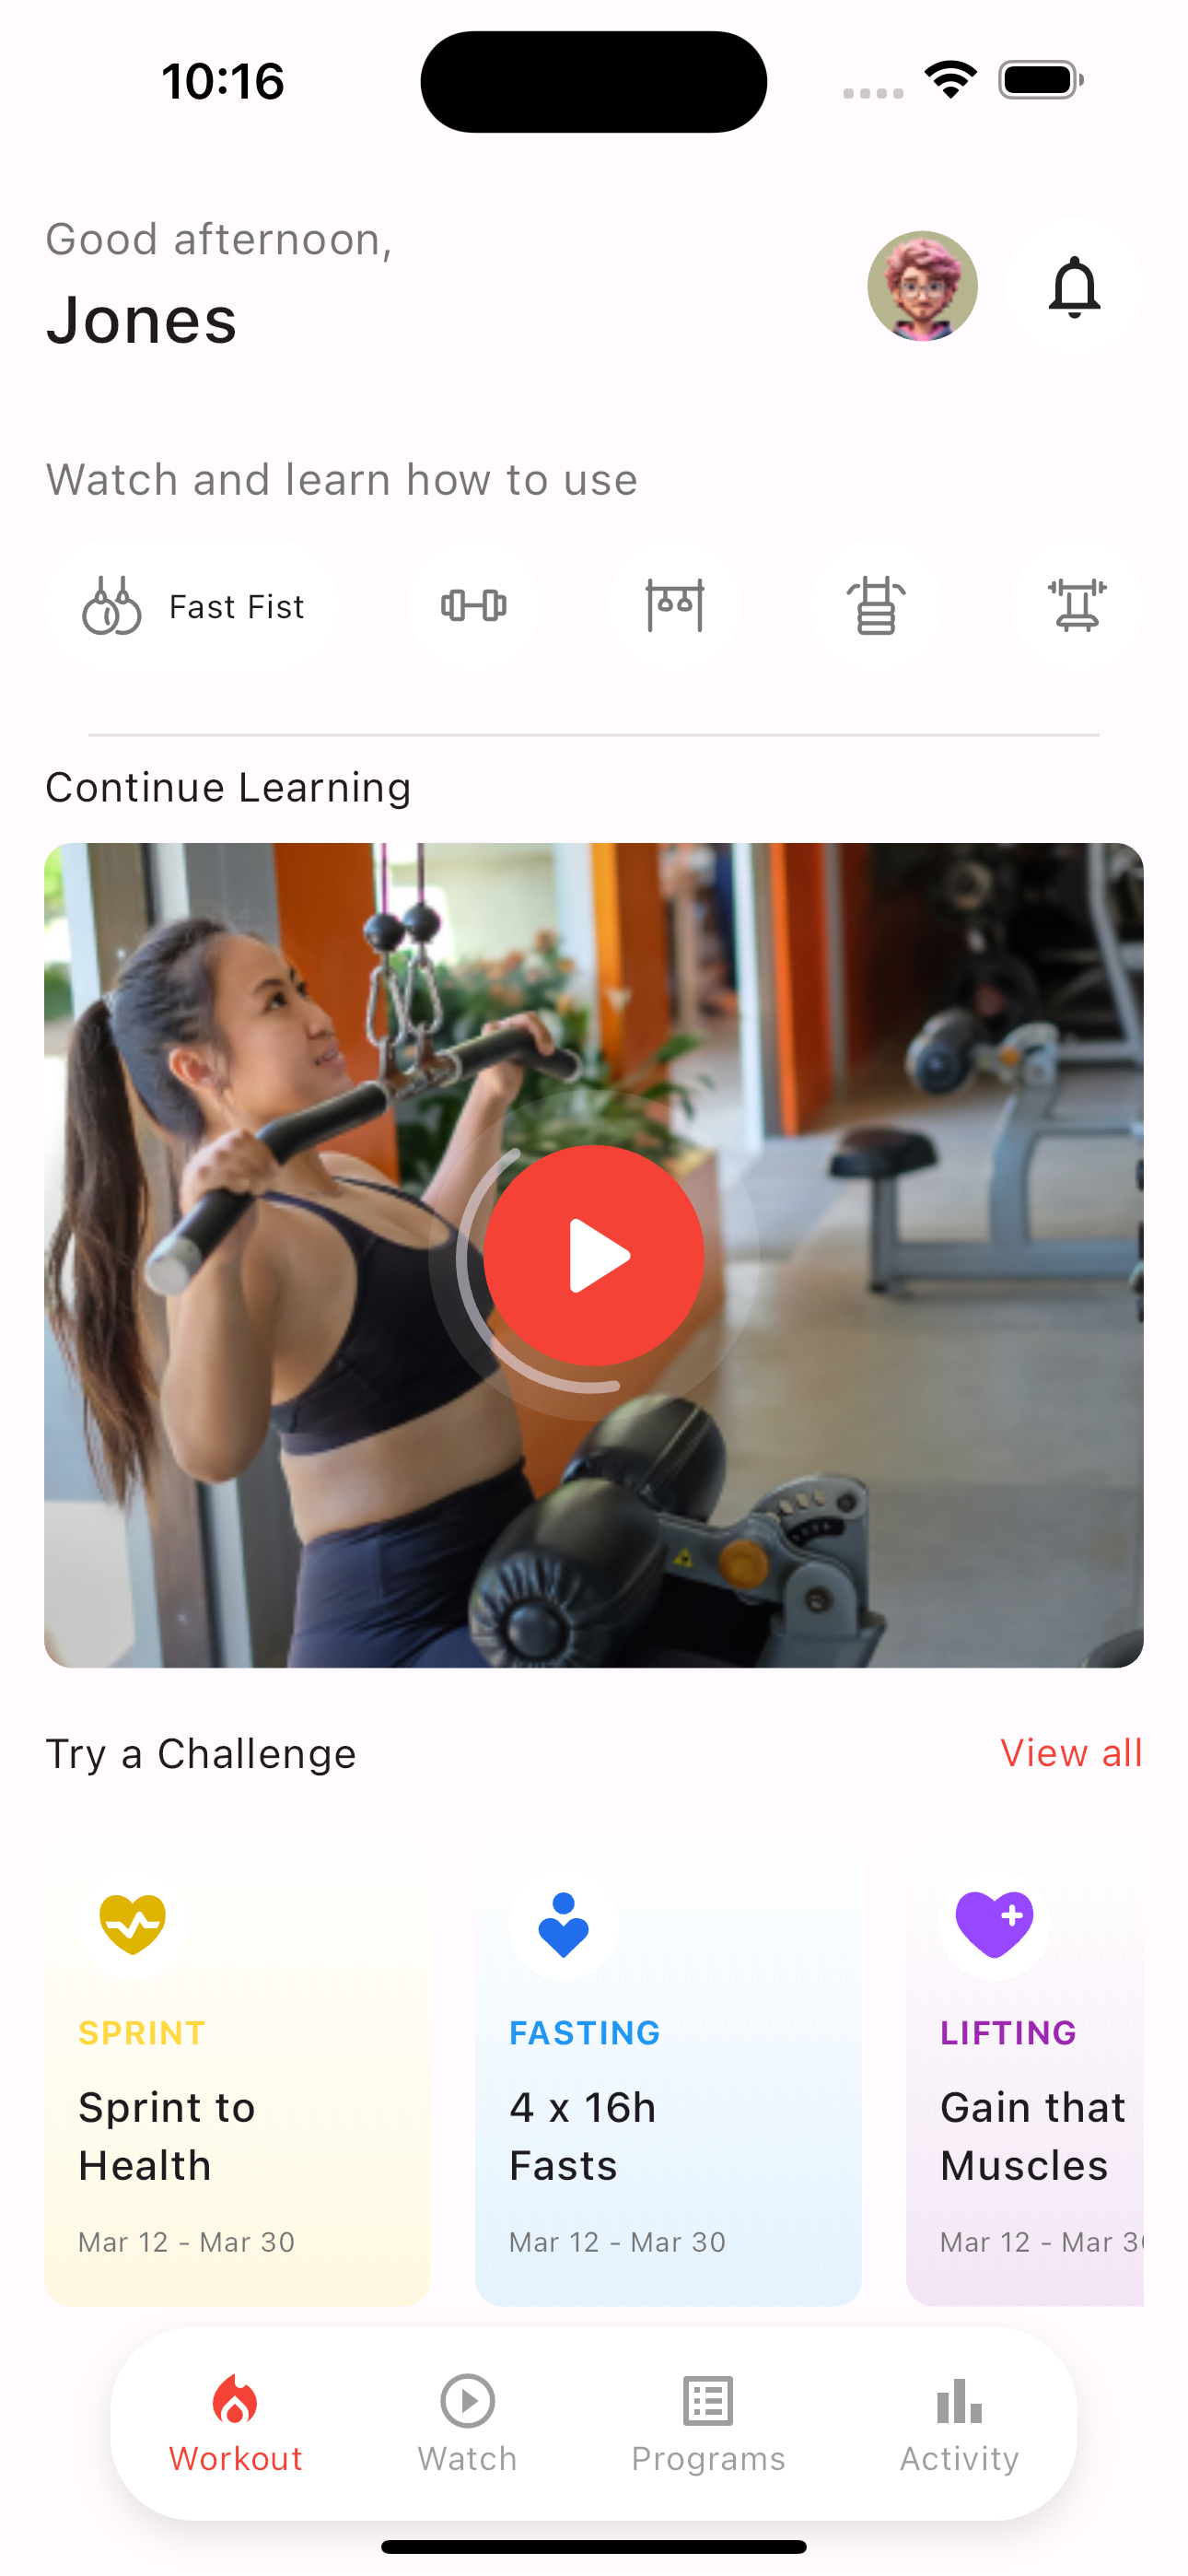 10:16
Good afternoon,
Jones
Watch and learn how to use
Fast Fist
Continue Learning
Try a Challenge
View all
SPRINT
Sprint to
Health
Mar 12 - Mar 30
FASTING
4 x 16h
Fasts
Mar 12 - Mar 30
LIFTING
Gain that
Muscles
Mar 12 - Mar 3
Workout
Watch
Programs
Activity